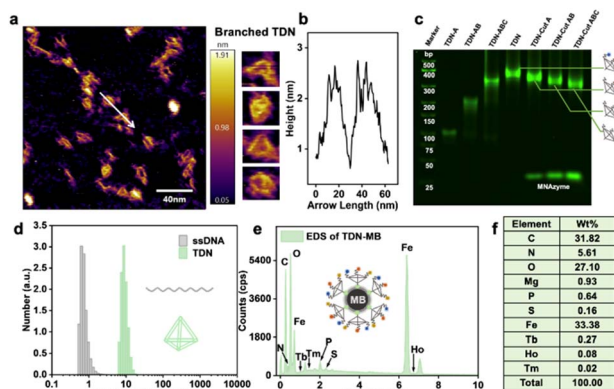 a
Branched TDN
nm
1.91
0.98
0.05
40nm
b
Height (nm)
3
2
1
0 20 40 60
Arrow Length (nm)
c
Marker
TDN-A
TDN-AB
TDN-ABC
TDN
TDN-Cut A
TDN-Cut AB
TDN-Cut ABC
bp
500
400
300
200
150
100
75
50
25
MNAzyme
d
Number (a.u.)
3.0
2.5
2.0
1.5
1.0
0.5
0.0
ssDNA
TDN
0.1 1 10 100 1000 10000
e
EDS of TDN-MB
Counts (cps)
5400
3600
1800
0
C O Fe
Fe
N Tb Tm P S Ho
MB
0 2 4 6 8 10
f
Element Wt%
C 31.82
N 5.61
O 27.10
Mg 0.93
P 0.64
S 0.16
Fe 33.38
Tb 0.27
Ho 0.08
Tm 0.02
Total 100.00